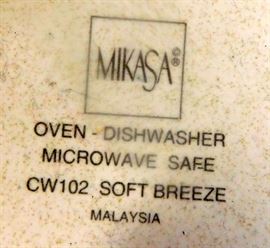 MIKASA®
OVEN - DISHWASHER
MICROWAVE SAFE
CW102 SOFT BREEZE
MALAYSIA